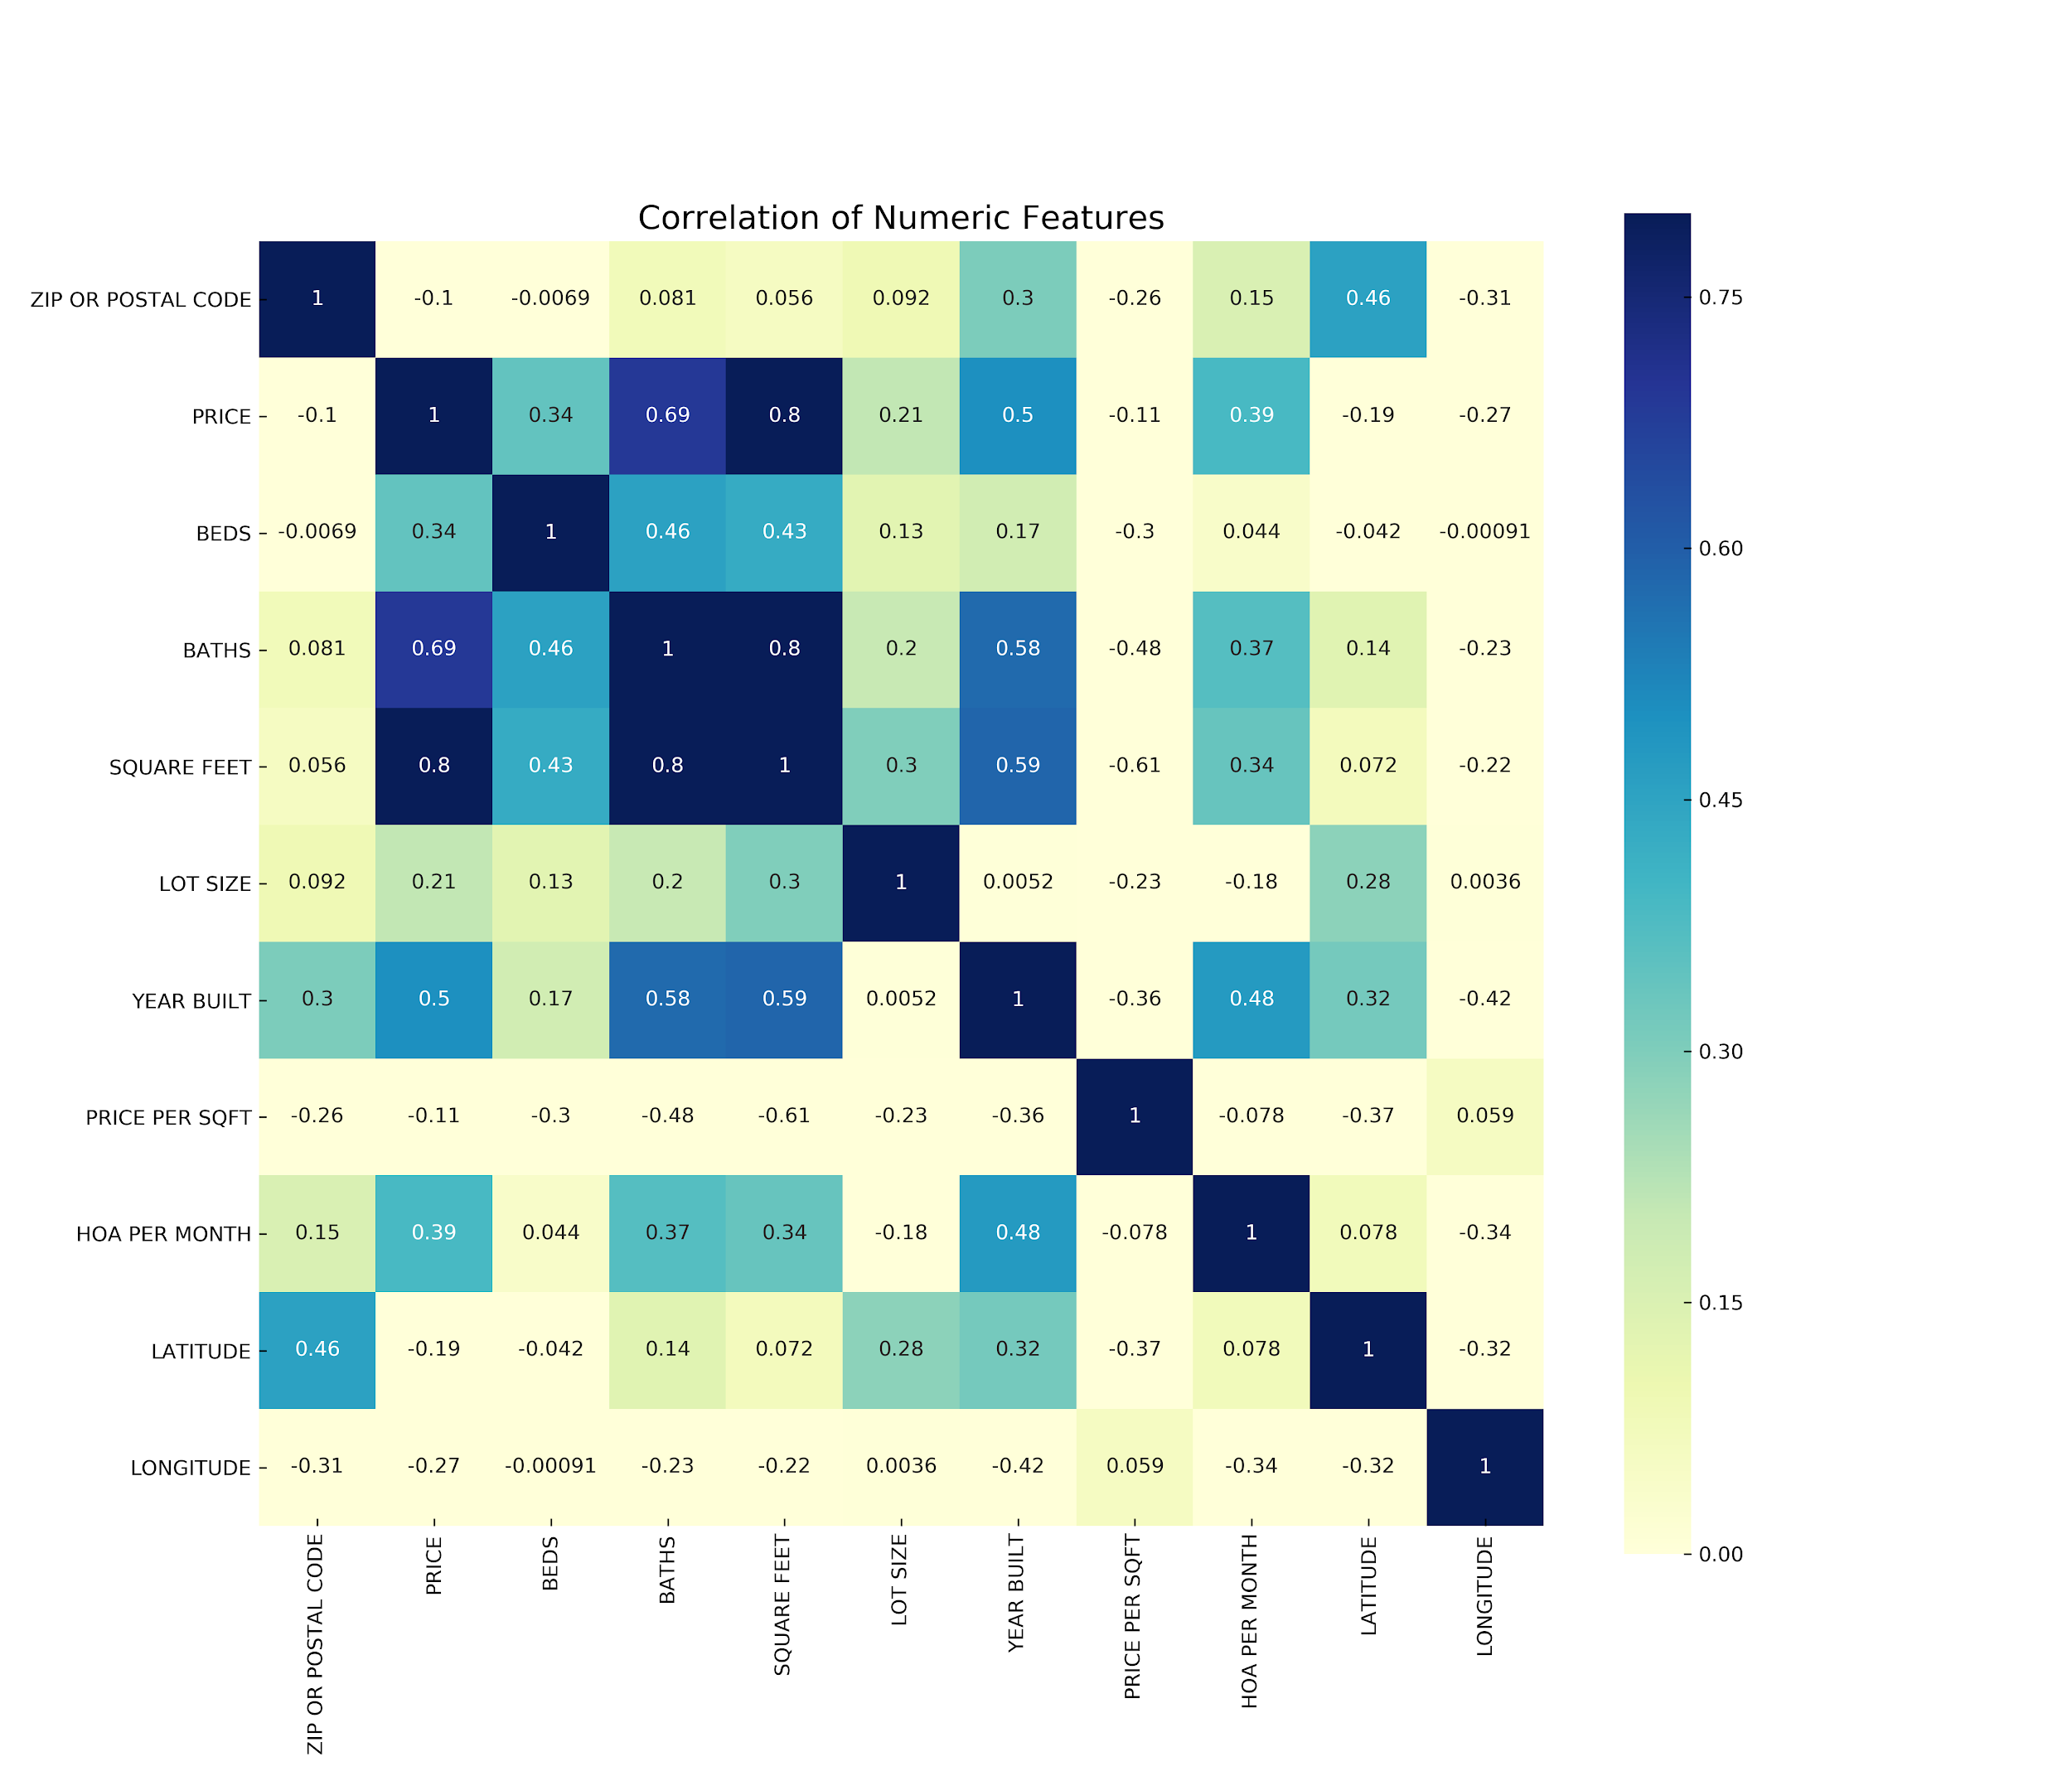 Correlation of Numeric Features
ZIP OR POSTAL CODE 1 -0.1 -0.0069 0.081 0.056 0.092 0.3 -0.26 0.15 0.46 -0.31
PRICE -0.1 1 0.34 0.69 0.8 0.21 0.5 -0.11 0.39 -0.19 -0.27
BEDS -0.0069 0.34 1 0.46 0.43 0.13 0.17 -0.3 0.044 -0.042 -0.00091
BATHS 0.081 0.69 0.46 1 0.8 0.2 0.58 -0.48 0.37 0.14 -0.23
SQUARE FEET 0.056 0.8 0.43 0.8 1 0.3 0.59 -0.61 0.34 0.072 -0.22
LOT SIZE 0.092 0.21 0.13 0.2 0.3 1 0.0052 -0.23 -0.18 0.28 0.0036
YEAR BUILT 0.3 0.5 0.17 0.58 0.59 0.0052 1 -0.36 0.48 0.32 -0.42
PRICE PER SQFT -0.26 -0.11 -0.3 -0.48 -0.61 -0.23 -0.36 1 -0.078 -0.37 0.059
HOA PER MONTH 0.15 0.39 0.044 0.37 0.34 -0.18 0.48 -0.078 1 0.078 -0.34
LATITUDE 0.46 -0.19 -0.042 0.14 0.072 0.28 0.32 -0.37 0.078 1 -0.32
LONGITUDE -0.31 -0.27 -0.00091 -0.23 -0.22 0.0036 -0.42 0.059 -0.34 -0.32 1
ZIP OR POSTAL CODE
PRICE
BEDS
BATHS
SQUARE FEET
LOT SIZE
YEAR BUILT
PRICE PER SQFT
HOA PER MONTH
LATITUDE
LONGITUDE
0.75
0.60
0.45
0.30
0.15
0.00